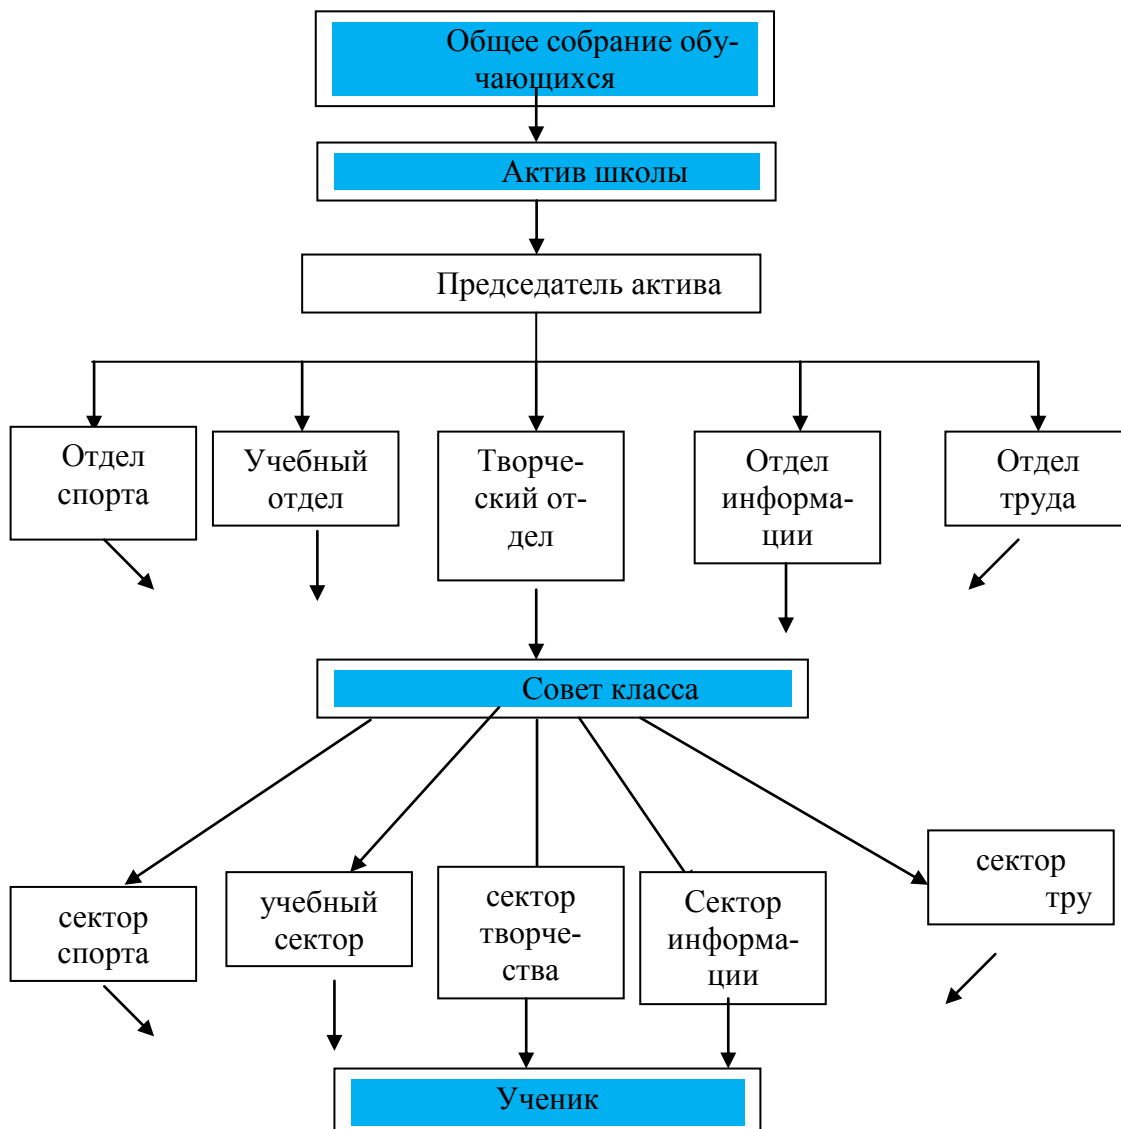 Общее собрание обу-
чающихся
Актив школы
Председатель актива
Отдел
спорта
Учебный
отдел
Творче-
ский от-
дел
Отдел
информа-
ции
Отдел
труда
Совет класса
сектор
спорта
учебный
сектор
сектор
творче-
ства
Сектор
информа-
ции
сектор
тру
Ученик